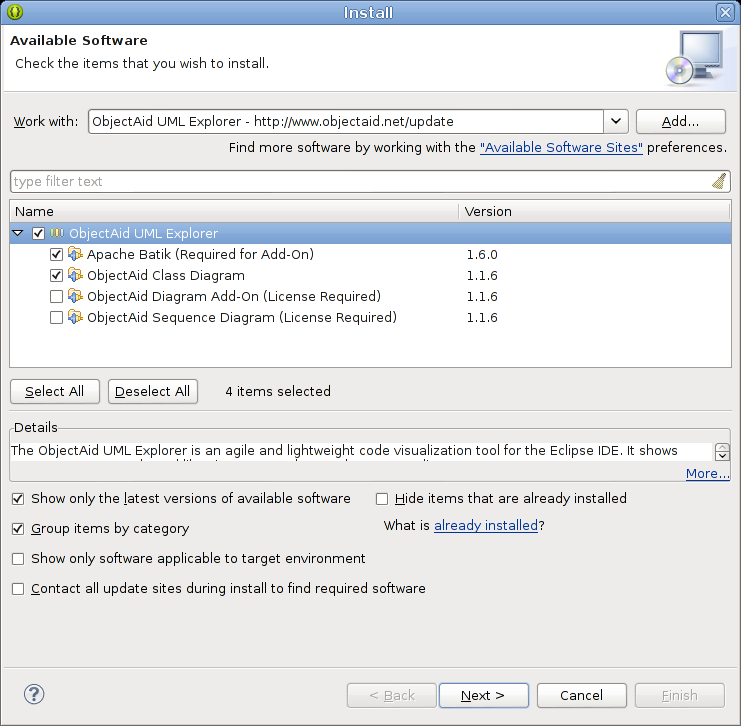 Install
Available Software
Check the items that you wish to install.
Work with: ObjectAid UML Explorer - http://www.objectaid.net/update Add...
Find more software by working with the "Available Software Sites" preferences.
type filter text
Name Version
ObjectAid UML Explorer
Apache Batik (Required for Add-On) 1.6.0
ObjectAid Class Diagram 1.1.6
ObjectAid Diagram Add-On (License Required) 1.1.6
ObjectAid Sequence Diagram (License Required) 1.1.6
Select All Deselect All 4 items selected
Details
The ObjectAid UML Explorer is an agile and lightweight code visualization tool for the Eclipse IDE. It shows
More...
Show only the latest versions of available software Hide items that are already installed
Group items by category What is already installed?
Show only software applicable to target environment
Contact all update sites during install to find required software
? < Back Next > Cancel Finish